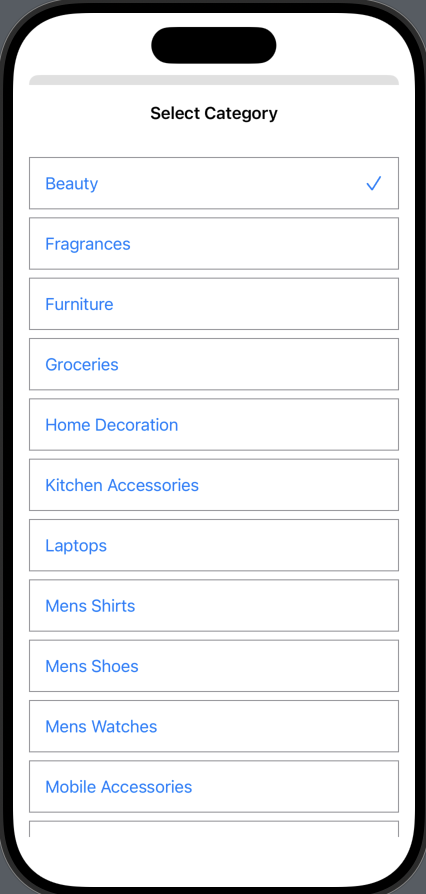 Select Category
Beauty
Fragrances
Furniture
Groceries
Home Decoration
Kitchen Accessories
Laptops
Mens Shirts
Mens Shoes
Mens Watches
Mobile Accessories